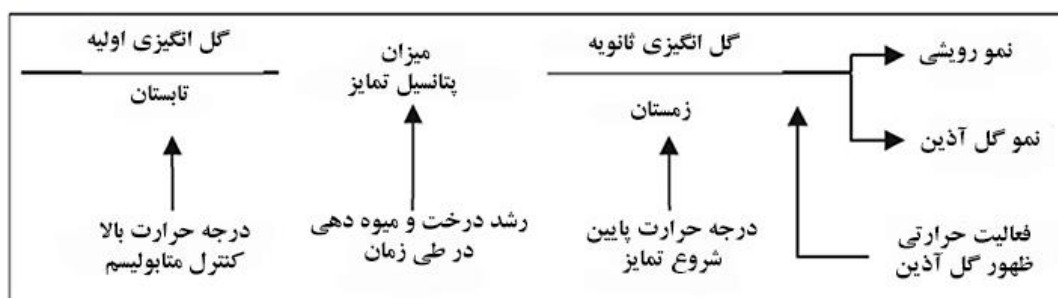 گل انگیزی اولیه
تابستان
درجه حرارت بالا
کنترل متابولیسم
میزان
پتانسیل تمایز
رشد درخت و میوه دهی
در طی زمان
گل انگیزی ثانویه
زمستان
درجه حرارت پایین
شروع تمایز
نمو رویشی
نمو گل آذین
فعالیت حرارتی
ظهور گل آذین